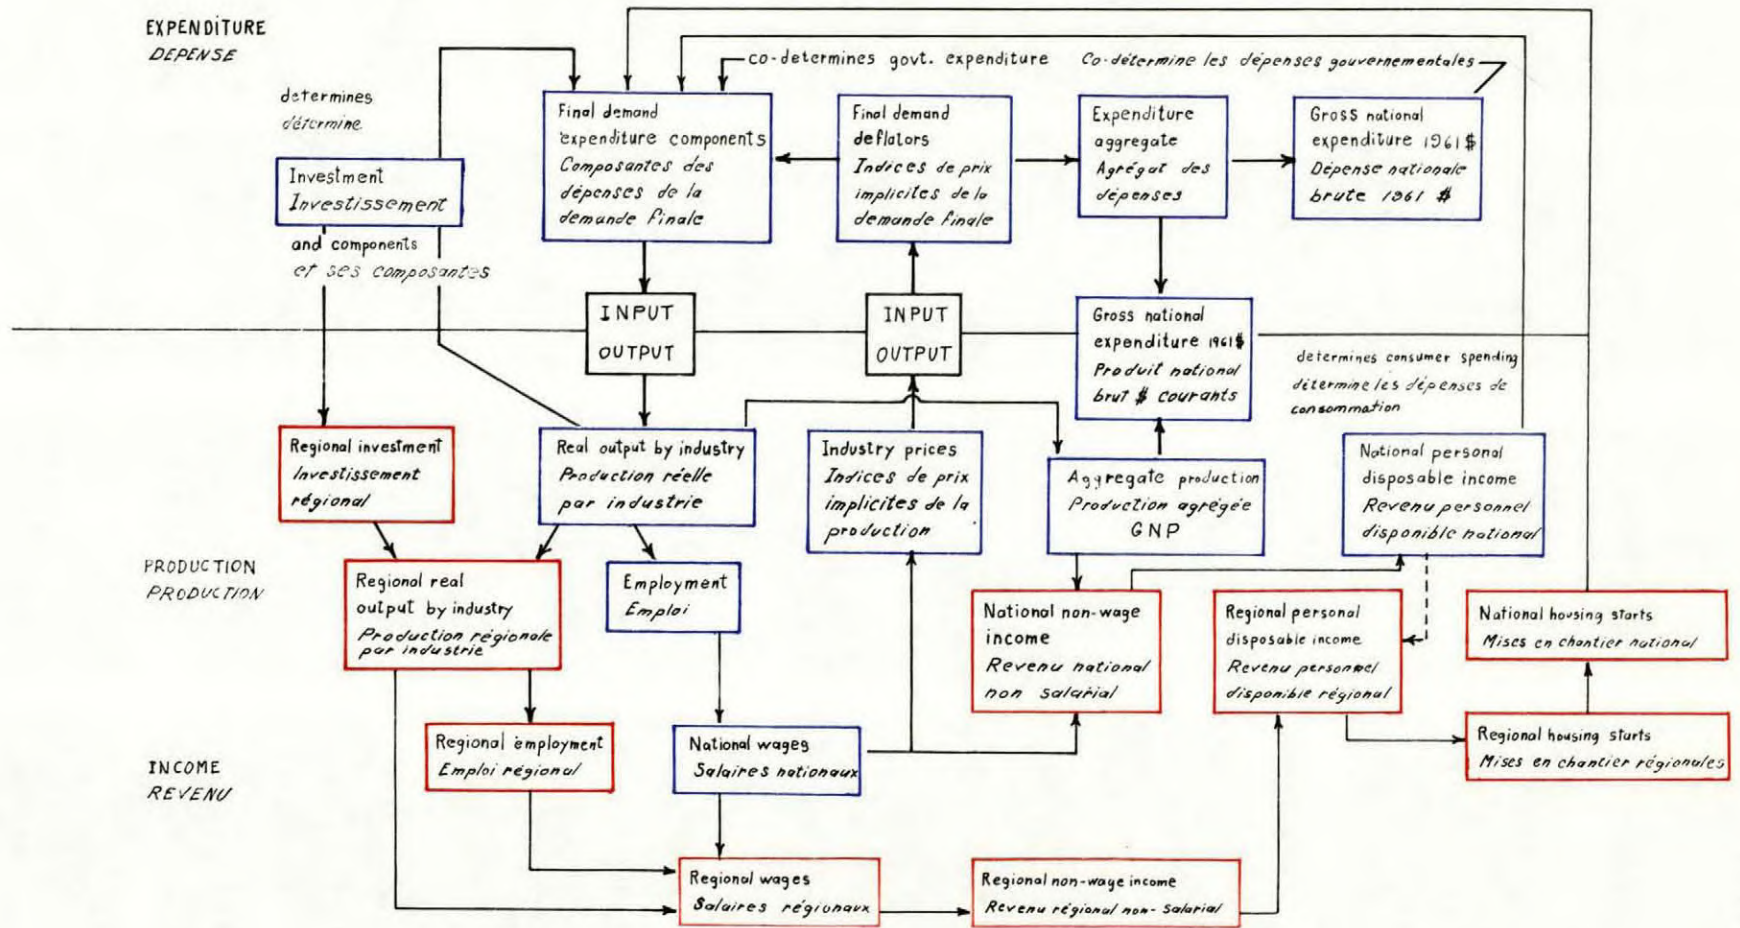 EXPENDITURE
DEPENSE
co-determines govt. expenditure
Co-détermine les dépenses gouvernementales
determines
détermine
Investment
Investissement
and components
et ses composantes
Final demand
expenditure components
Composantes des
dépenses de la
demande finale
Final demand
deflators
Indices de prix
implicites de la
demande finale
Expenditure
aggregate
Agrégat des
dépenses
Gross national
expenditure 1961 $
Dépense nationale
brute 1961 $
INPUT
OUTPUT
INPUT
OUTPUT
Gross national
expenditure 1961 $
Produit national
brut $ courants
determines consumer spending
détermine les dépenses de
consommation
Regional investment
Investissement
régional
Real output by industry
Production réelle
par industrie
Industry prices
Indices de prix
implicites de la
production
Aggregate production
Production agrégée
GNP
National personal
disposable income
Revenu personnel
disponible national
PRODUCTION
PRODUCTION
Regional real
output by industry
Production régionale
par industrie
Employment
Emploi
National non-wage
income
Revenu national
non salarial
Regional personal
disposable income
Revenu personnel
disponible régional
National housing starts
Mises en chantier national
INCOME
REVENU
Regional employment
Emploi régional
National wages
Salaires nationaux
Regional housing starts
Mises en chantier régionales
Regional wages
Salaires régionaux
Regional non-wage income
Revenu régional non-salarial